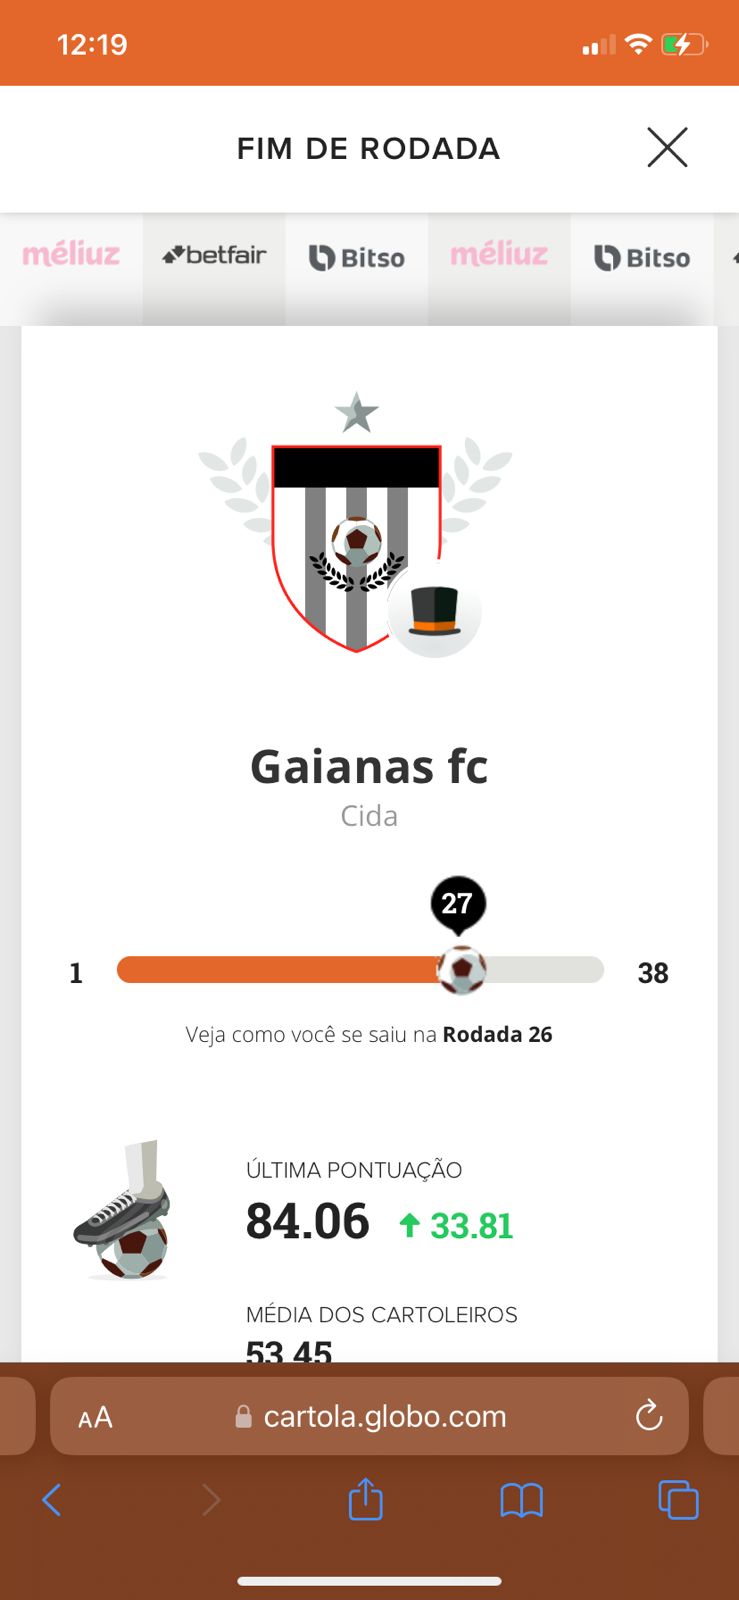 12:19
FIM DE RODADA
méliuz betfair Bitso méliuz Bitso
Gaianas fc
Cida
27
1 38
Veja como você se saiu na Rodada 26
ÚLTIMA PONTUAÇÃO
84.06 33.81
MÉDIA DOS CARTOLEIROS
53.45
AA cartola.globo.com